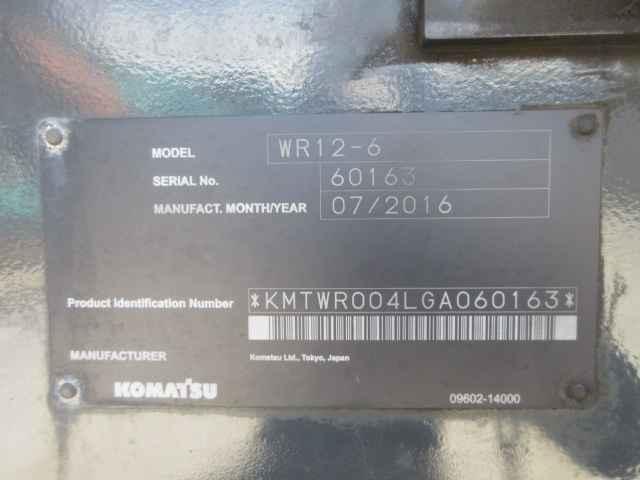 MODEL WR12-6
SERIAL No. 60163
MANUFACT. MONTH/YEAR 07/2016
Product Identification Number *KMTWR004LGA060163*
MANUFACTURER Komatsu Ltd., Tokyo, Japan
KOMATSU 09602-14000